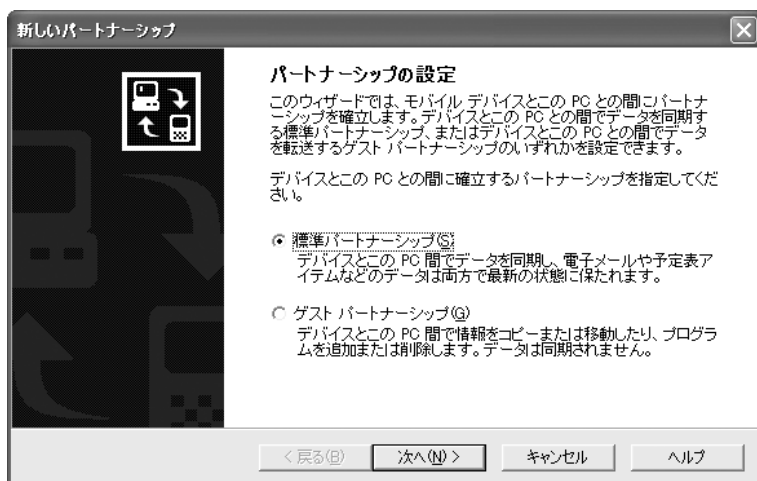 新しいパートナーシップ
パートナーシップの設定
このウィザードでは、モバイル デバイスとこの PC との間にパートナ
ーシップを確立します。デバイスとこの PC との間でデータを同期す
る標準パートナーシップ、またはデバイスとこの PC との間でデータ
を転送するゲスト パートナーシップのいずれかを設定できます。
デバイスとこの PC との間に確立するパートナーシップを指定してくだ
さい。
標準パートナーシップ(S)
デバイスとこの PC 間でデータを同期し、電子メールや予定表ア
イテムなどのデータは両方で最新の状態に保たれます。
ゲスト パートナーシップ(G)
デバイスとこの PC 間で情報をコピーまたは移動したり、プログラ
ムを追加または削除します。データは同期されません。
< 戻る(B) 次へ(N) > キャンセル ヘルプ